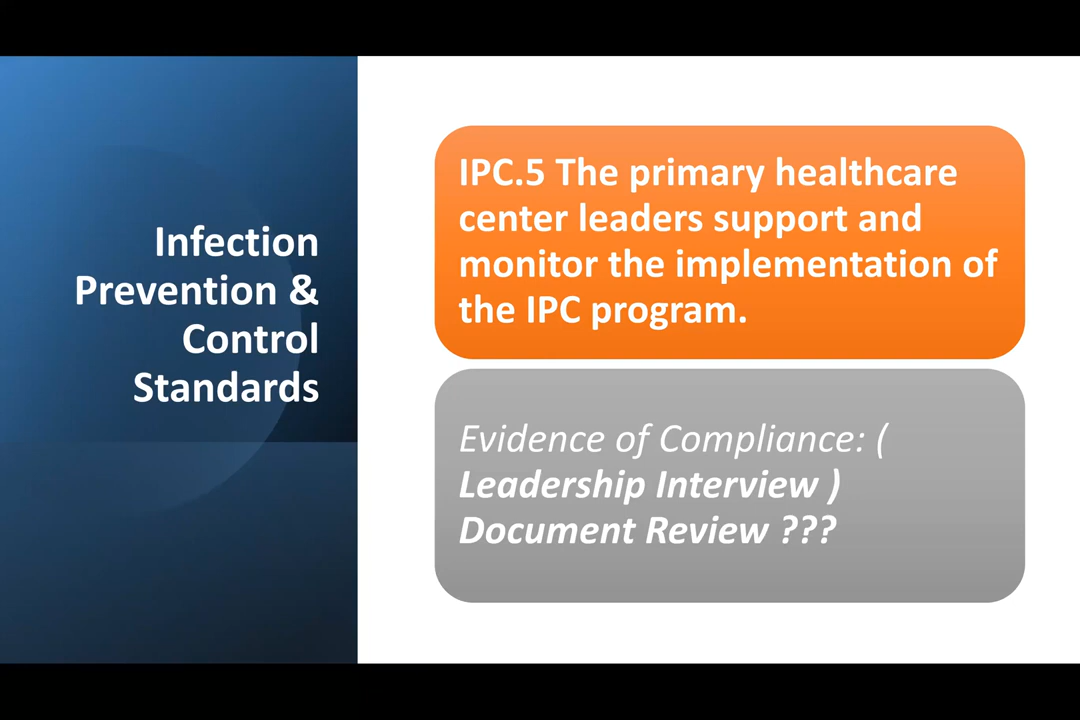 Infection
Prevention &
Control
Standards
IPC.5 The primary healthcare
center leaders support and
monitor the implementation of
the IPC program.
Evidence of Compliance: (
Leadership Interview )
Document Review ???